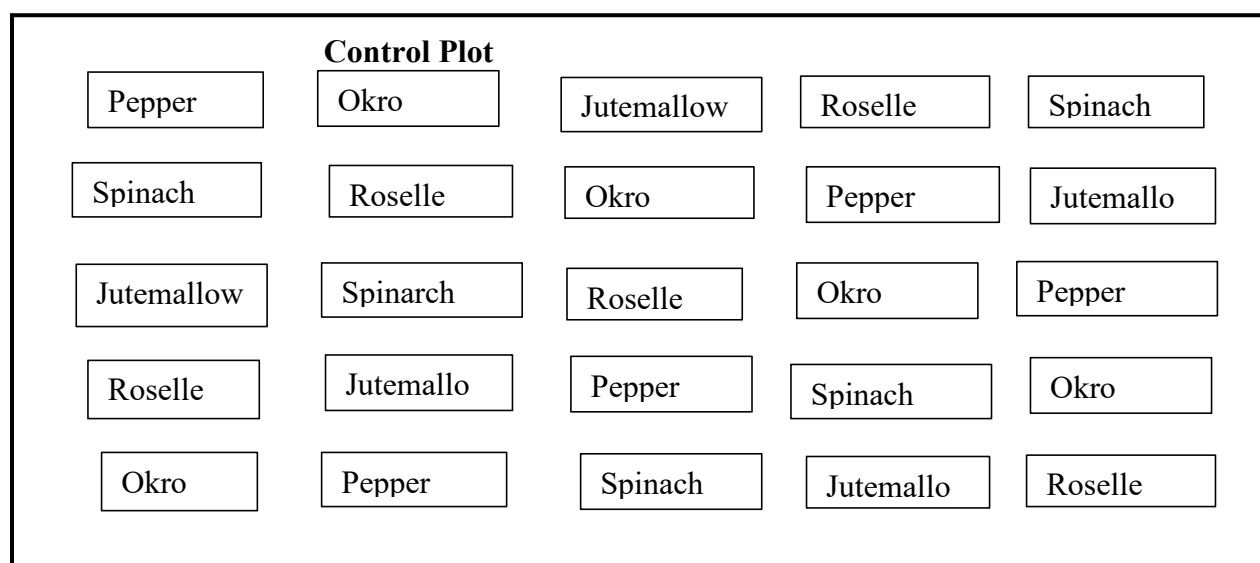 Control Plot
Pepper Okro Jutemallow Roselle Spinach
Spinach Roselle Okro Pepper Jutemallo
Jutemallow Spinarch Roselle Okro Pepper
Roselle Jutemallo Pepper Spinach Okro
Okro Pepper Spinach Jutemallo Roselle